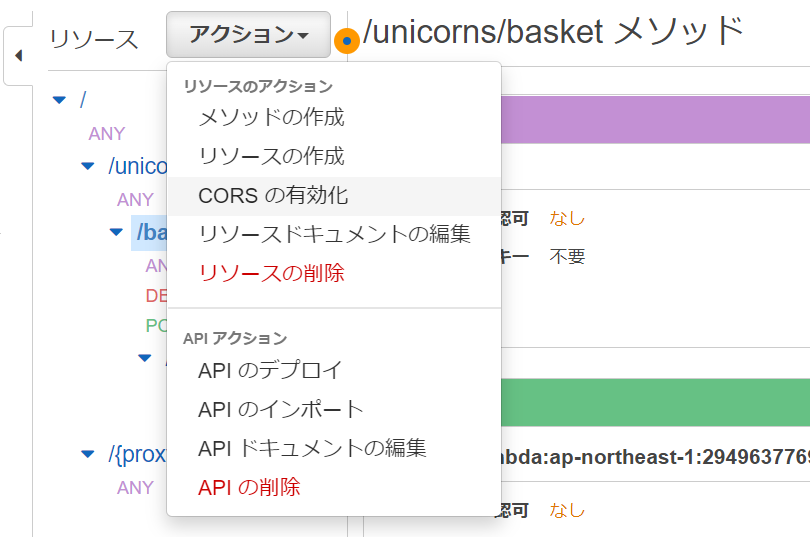 リソース
アクション
/unicorns/basket メソッド
リソースのアクション
メソッドの作成
リソースの作成
CORS の有効化
リソースドキュメントの編集
リソースの削除
API アクション
API のデプロイ
API のインポート
API ドキュメントの編集
API の削除
/
ANY
/unico
ANY
/ba
AN
DE
PO
/
/{prox
ANY
認可 なし
キー 不要
bda:ap-northeast-1:2949637769
認可 なし